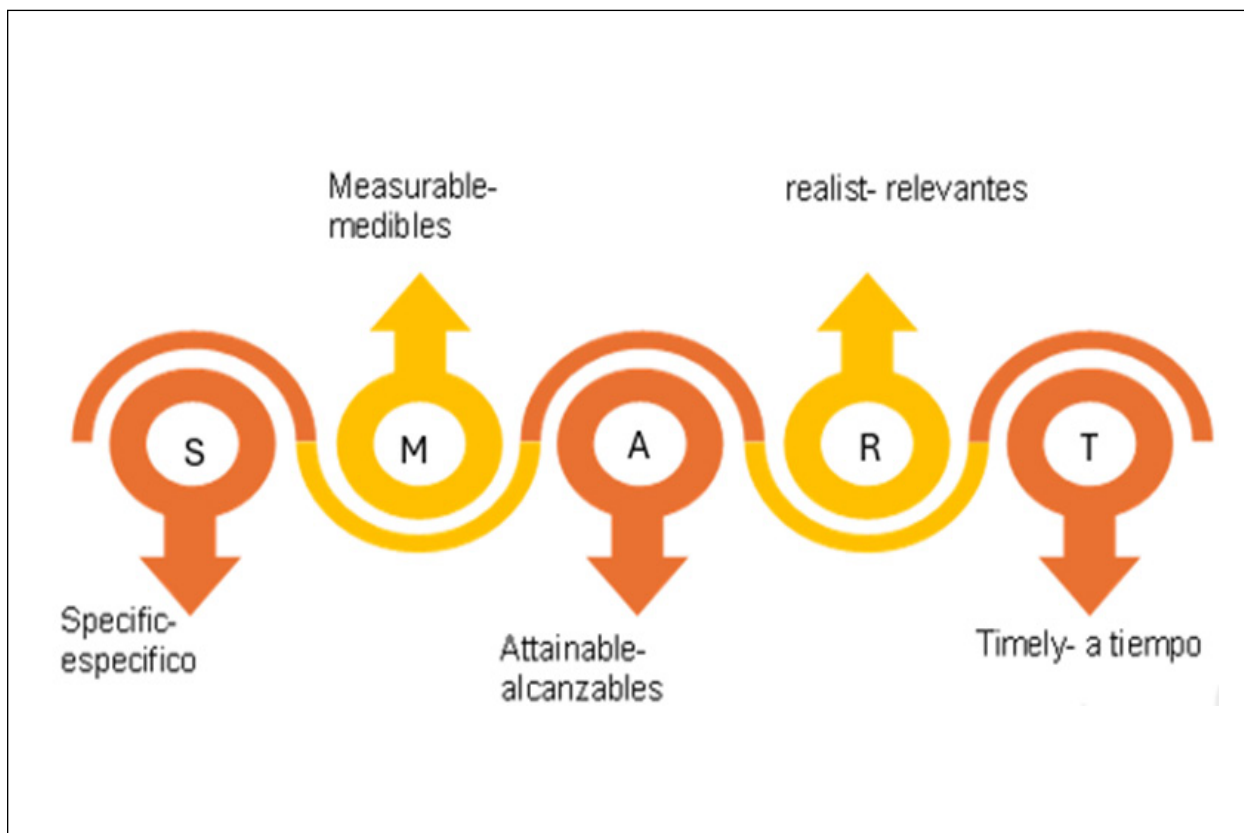 Measurable-
medibles
realist- relevantes
S
M
A
R
T
Specific-
especifico
Attainable-
alcanzables
Timely- a tiempo